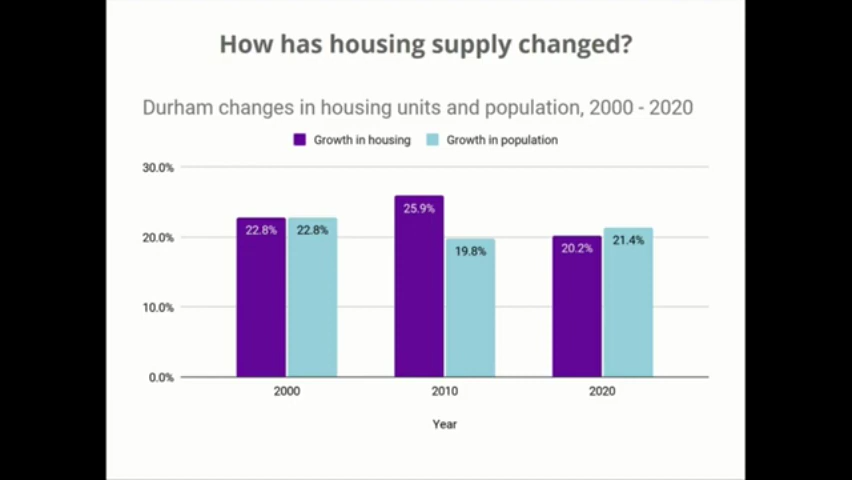 How has housing supply changed?
Durham changes in housing units and population, 2000 - 2020
Growth in housing Growth in population
30.0%
25.9%
22.8% 22.8%
21.4%
20.0%
20.2%
19.8%
10.0%
0.0%
2000 2010 2020
Year